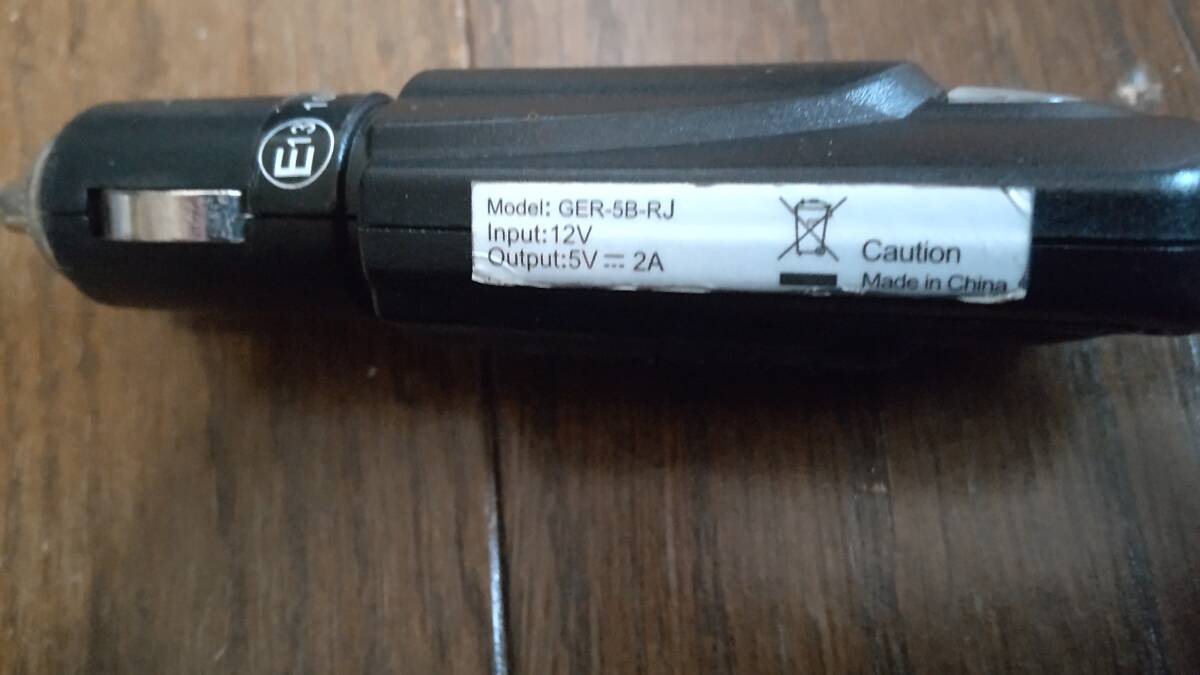 E13
Model: GER-5B-RJ
Input:12V
Output:5V ⎓ 2A
Caution
Made in China